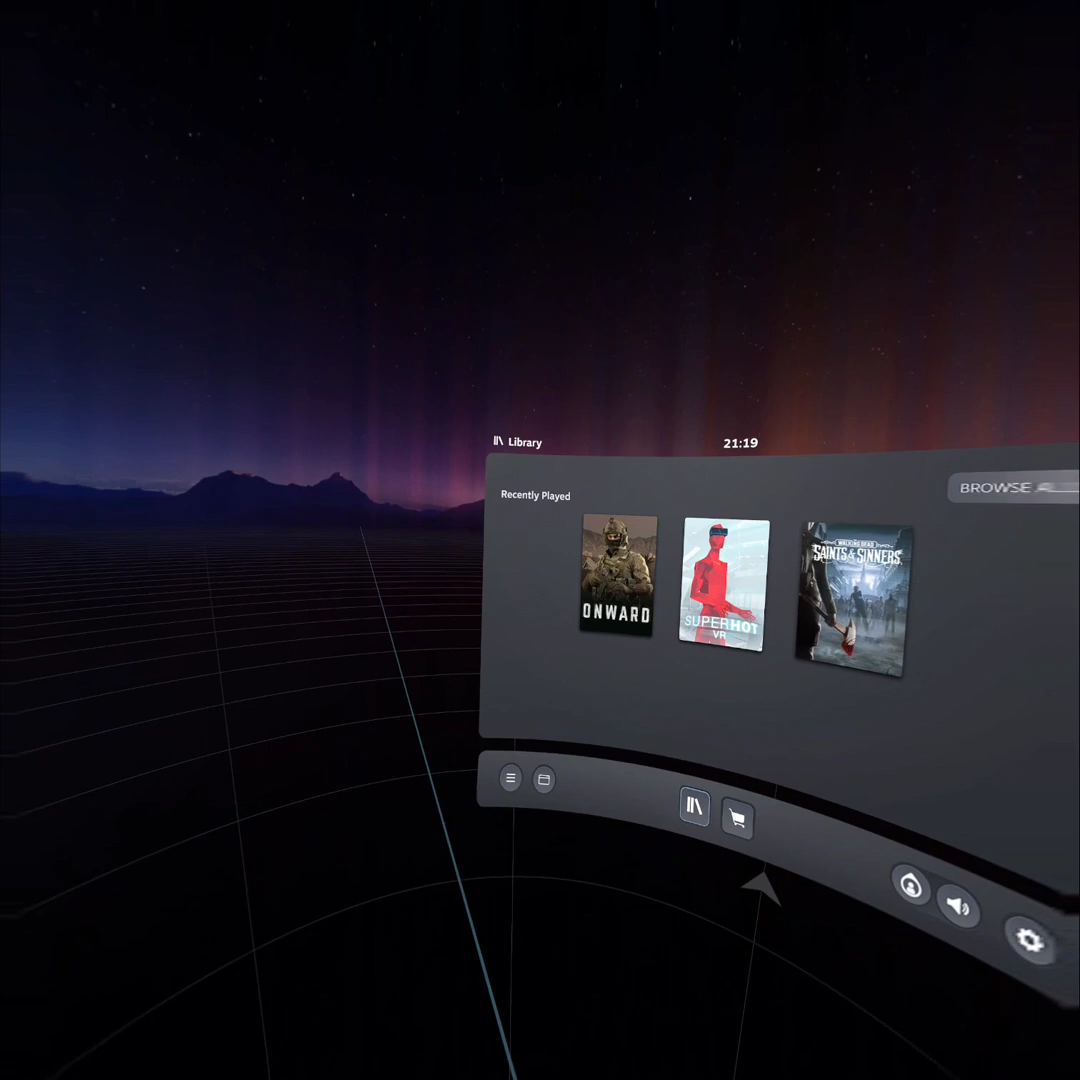 Library
21:19
Recently Played
BROWSE
ONWARD
SUPERHOT
VR
THE WALKING DEAD
SAINTS & SINNERS